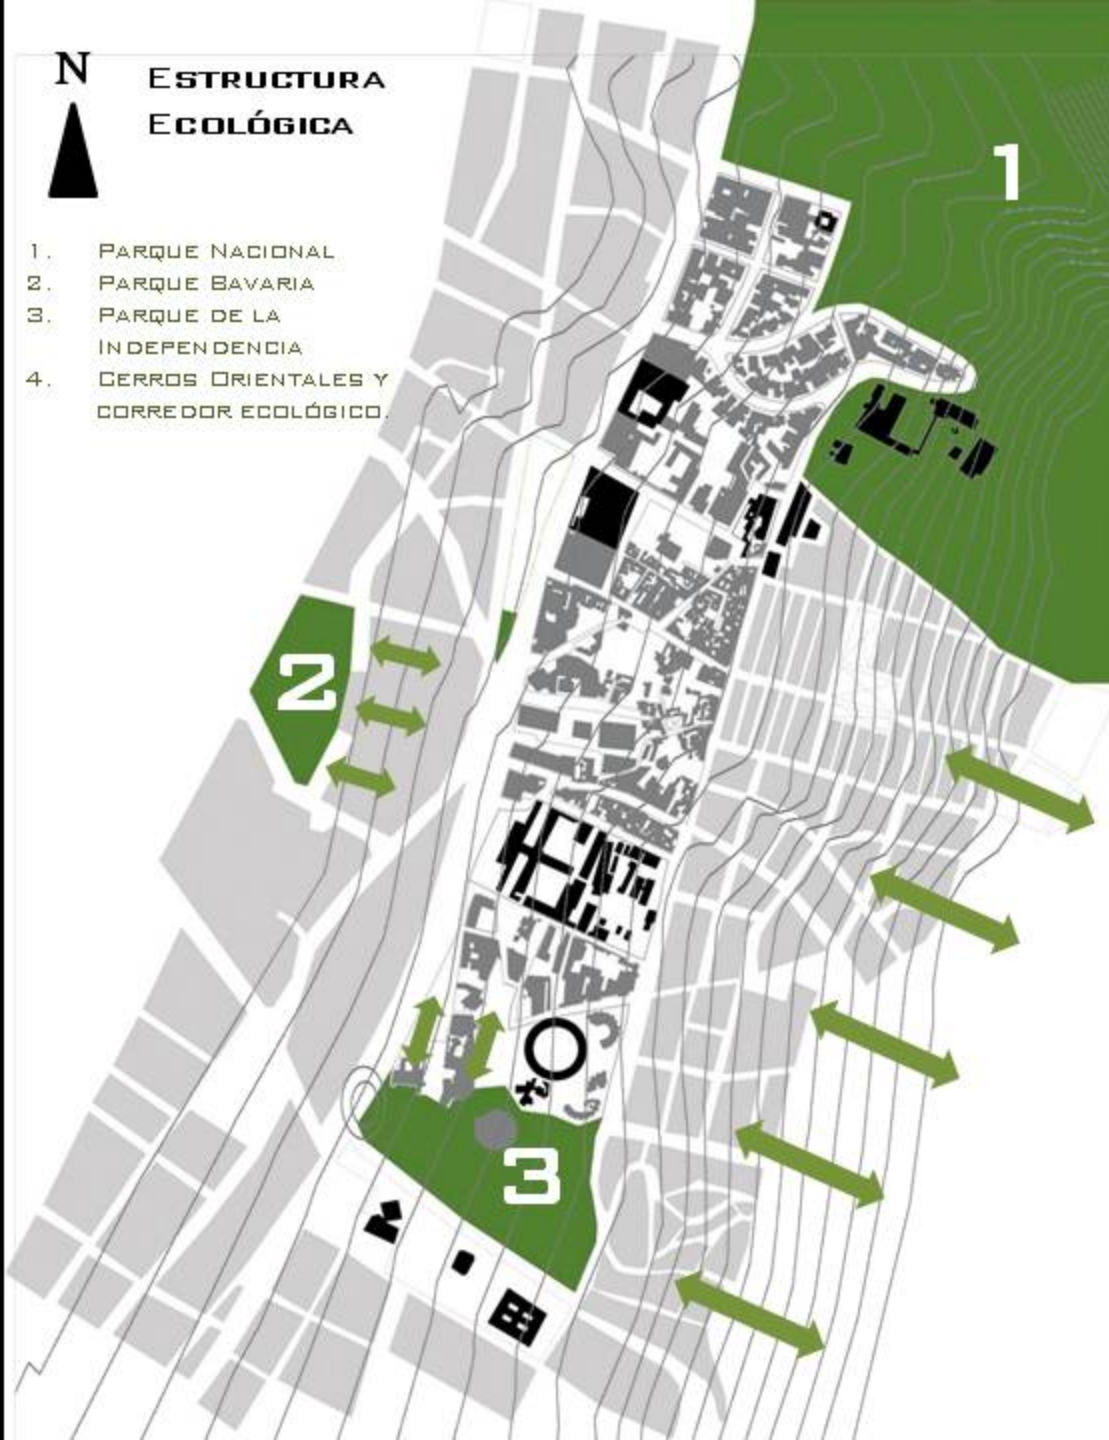 N
ESTRUCTURA
ECOLÓGICA
1. PARQUE NACIONAL
2. PARQUE BAVARIA
3. PARQUE DE LA
INDEPENDENCIA
4. CERROS ORIENTALES Y
CORREDOR ECOLÓGICO.
1
2
3